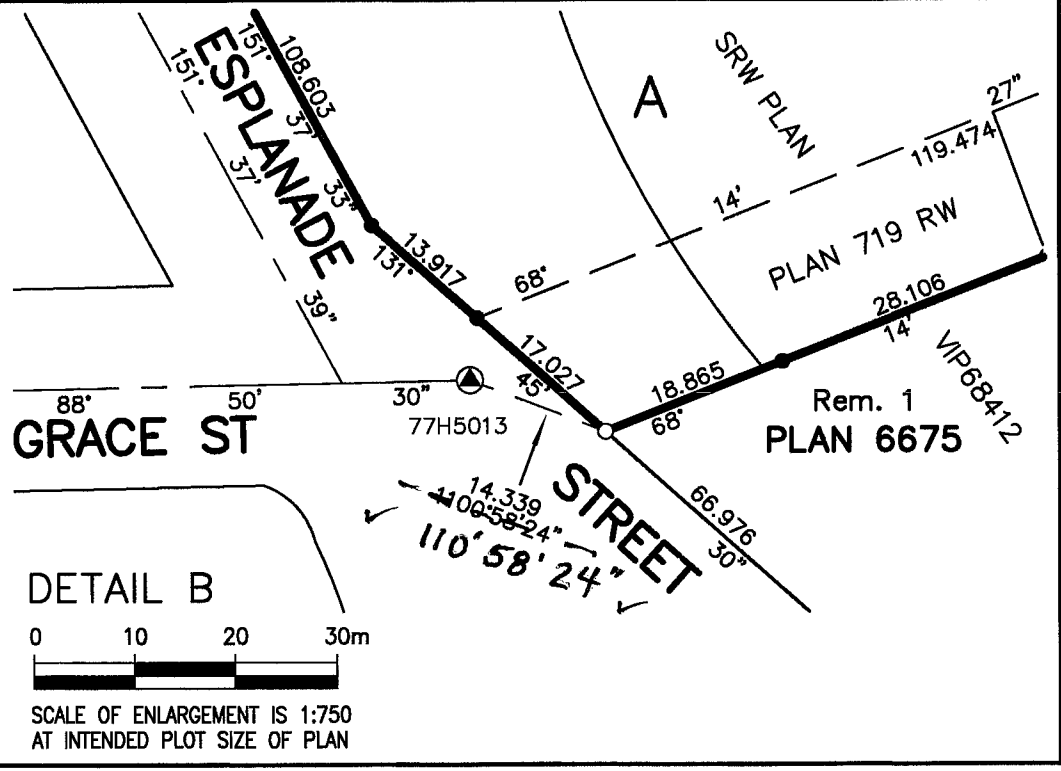 151°
108.603
37'
33"
151°
37'
39"
ESPLANADE
A
SRW PLAN
27"
119.474
14'
68°
PLAN 719 RW
13.917
131°
28.106
14'
VIP68412
17.027
45'
18.865
68°
Rem. 1
PLAN 6675
88°
50'
30"
77H5013
GRACE ST
14.339
1100°58'24"
110°58'24"
STREET
66.976
30"
DETAIL B
0 10 20 30m
SCALE OF ENLARGEMENT IS 1:750
AT INTENDED PLOT SIZE OF PLAN